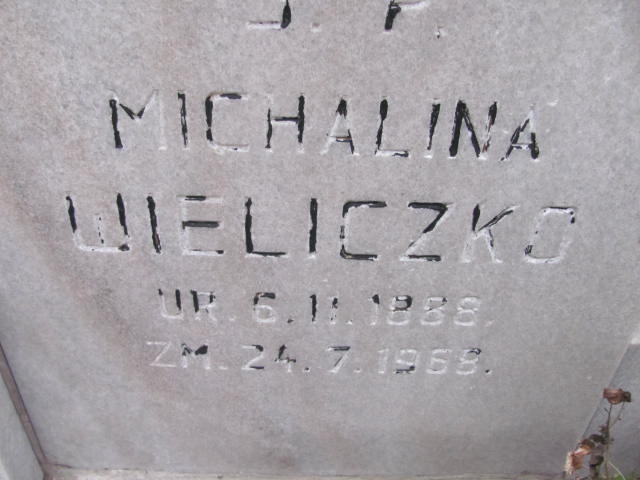 Ś. P.
MICHALINA
WIELICZKO
UR. 6. 11. 1888.
ZM. 24. 7. 1968.